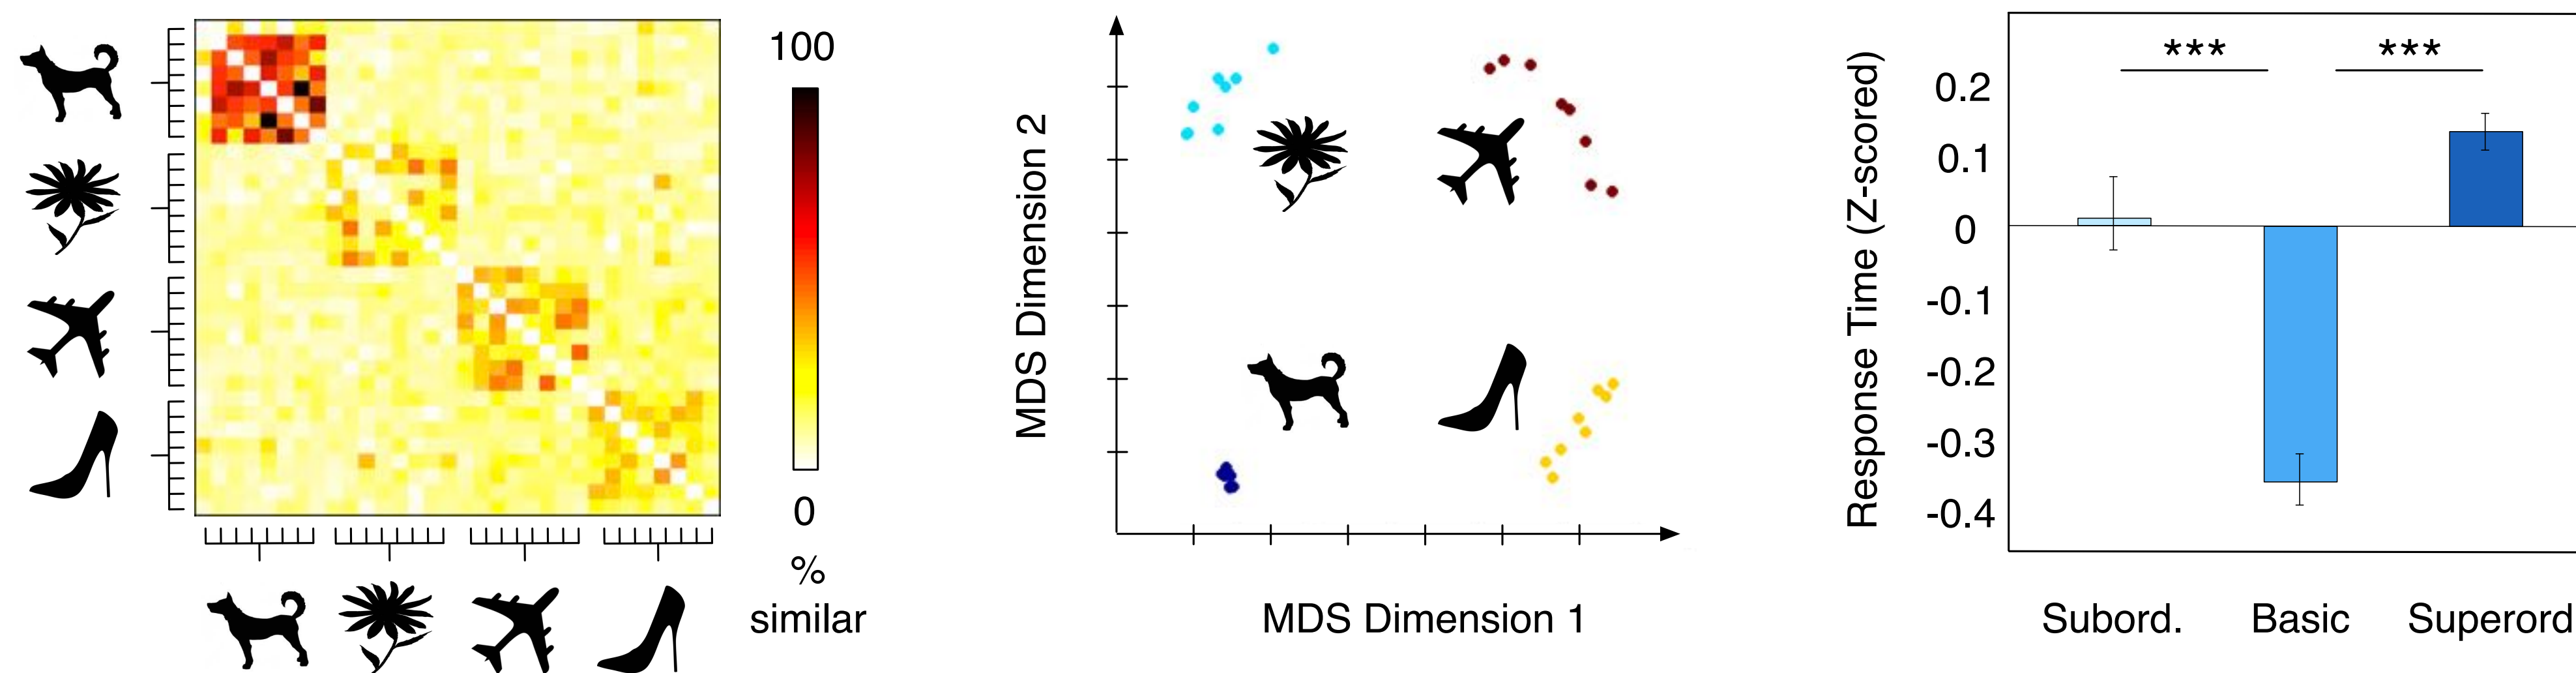 100
0
%
similar
MDS Dimension 2
MDS Dimension 1
Response Time (Z-scored)
0.2
0.1
0
-0.1
-0.2
-0.3
-0.4
*** ***
Subord. Basic Superord